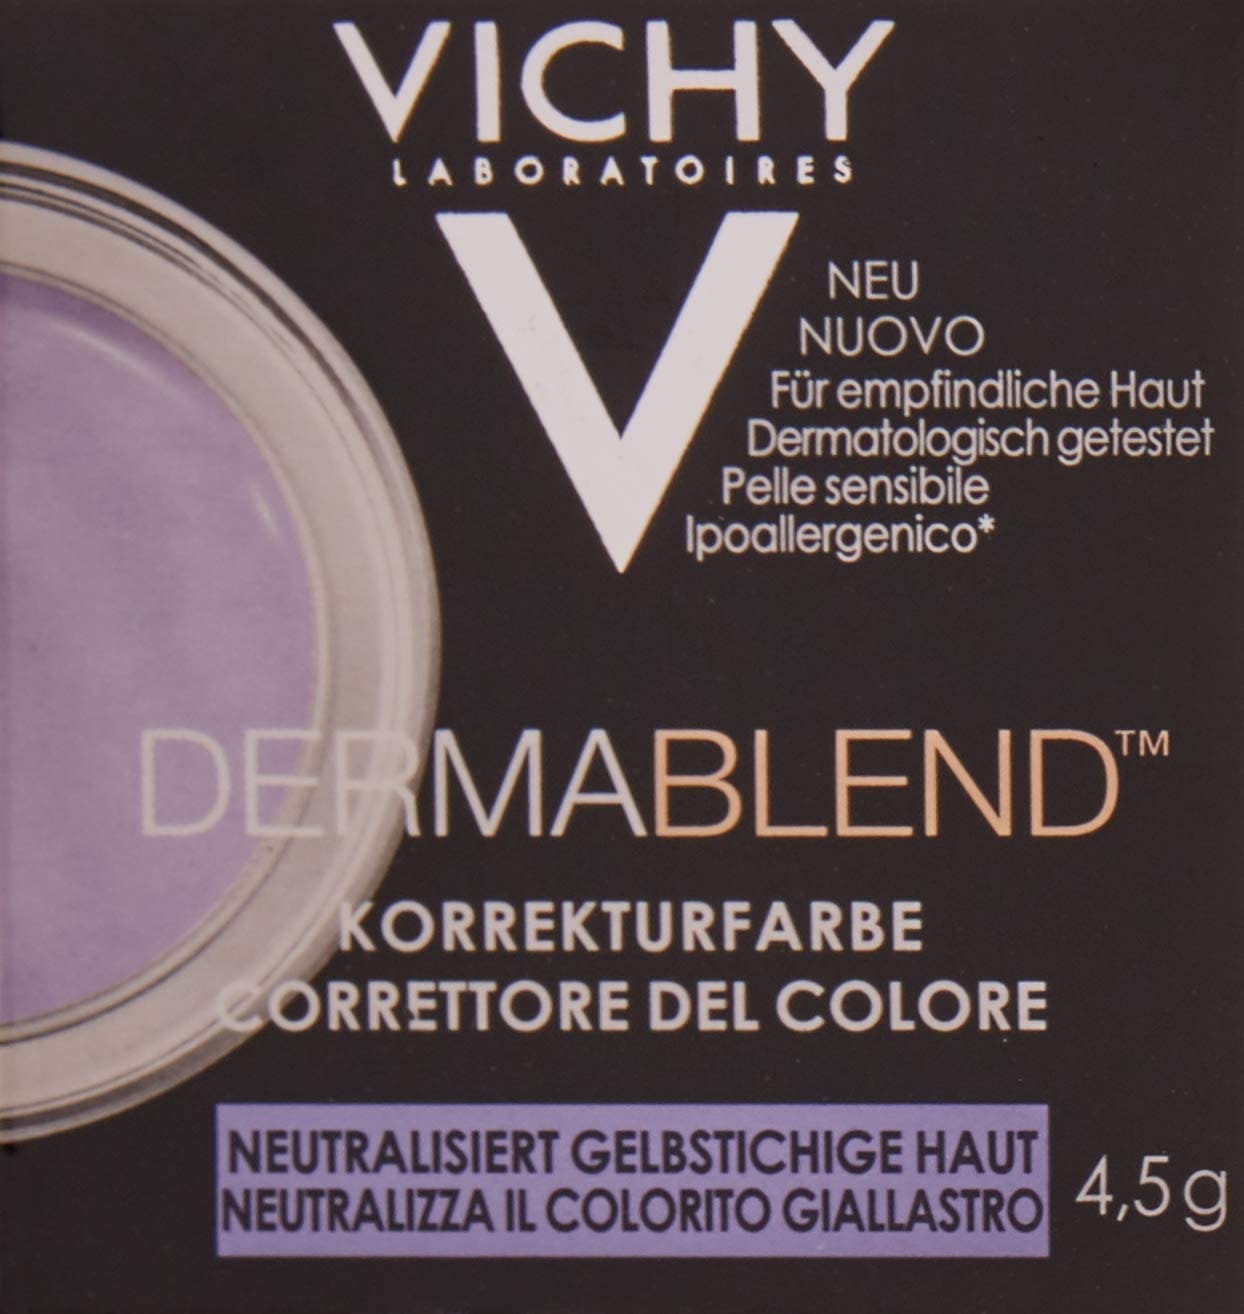 VICHY
LABORATOIRES
V
NEU
NUOVO
Für empfindliche Haut
Dermatologisch getestet
Pelle sensibile
Ipoallergenico*
DERMABLEND™
KORREKTURFARBE
CORRETTORE DEL COLORE
NEUTRALISIERT GELBSTICHIGE HAUT
NEUTRALIZZA IL COLORITO GIALLASTRO
4,5 g